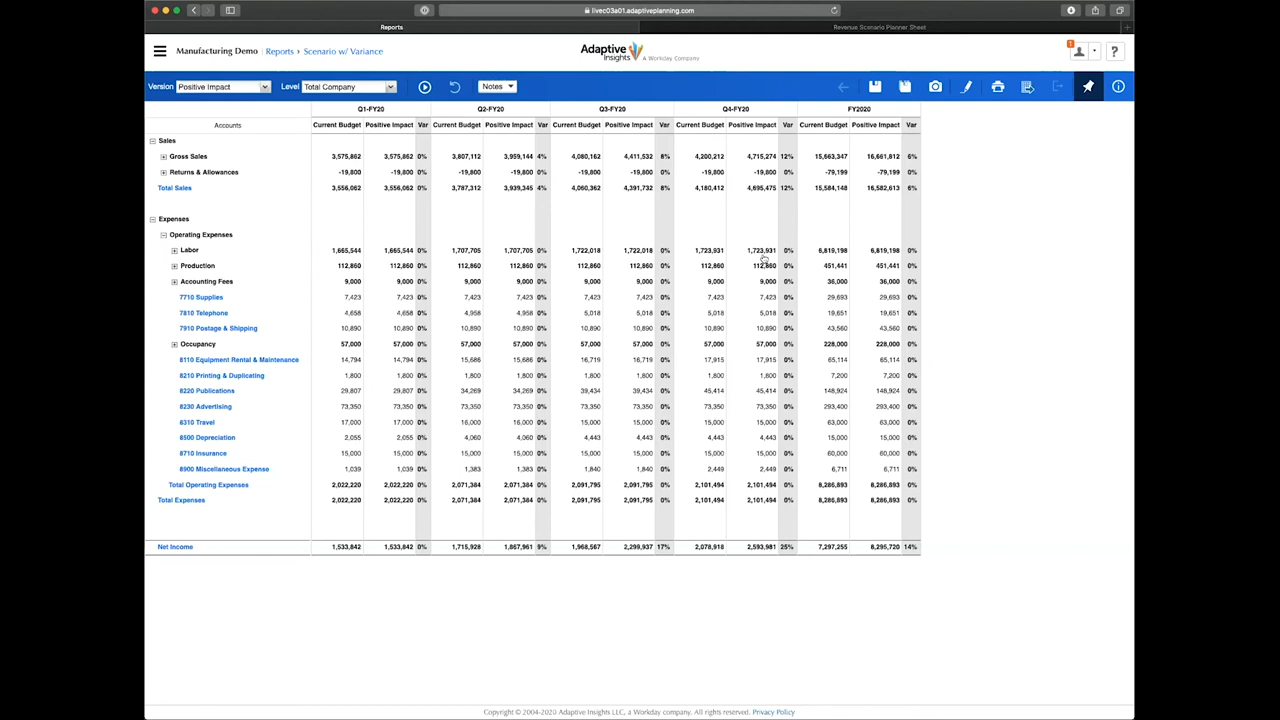 livec03a01.adaptiveplanning.com
Reports Revenue Scenario Planner Sheet
Manufacturing Demo Reports › Scenario w/ Variance Adaptive Insights A Workday Company 1 ?
Version Positive Impact Level Total Company Notes
Q1-FY20 Q2-FY20 Q3-FY20 Q4-FY20 FY2020
Accounts Current Budget Positive Impact Var Current Budget Positive Impact Var Current Budget Positive Impact Var Current Budget Positive Impact Var Current Budget Positive Impact Var
Sales
Gross Sales 3,575,862 3,575,862 0% 3,807,112 3,959,144 4% 4,080,162 4,411,532 8% 4,200,212 4,715,274 12% 15,663,347 16,661,812 6%
Returns & Allowances -19,800 -19,800 0% -19,800 -19,800 0% -19,800 -19,800 0% -19,800 -19,800 0% -79,199 -79,199 0%
Total Sales 3,556,062 3,556,062 0% 3,787,312 3,939,345 4% 4,060,362 4,391,732 8% 4,180,412 4,695,475 12% 15,584,148 16,582,613 6%
Expenses
Operating Expenses
Labor 1,665,544 1,665,544 0% 1,707,705 1,707,705 0% 1,722,018 1,722,018 0% 1,723,931 1,723,931 0% 6,819,198 6,819,198 0%
Production 112,860 112,860 0% 112,860 112,860 0% 112,860 112,860 0% 112,860 112,860 0% 451,441 451,441 0%
Accounting Fees 9,000 9,000 0% 9,000 9,000 0% 9,000 9,000 0% 9,000 9,000 0% 36,000 36,000 0%
7710 Supplies 7,423 7,423 0% 7,423 7,423 0% 7,423 7,423 0% 7,423 7,423 0% 29,693 29,693 0%
7810 Telephone 4,658 4,658 0% 4,958 4,958 0% 5,018 5,018 0% 5,018 5,018 0% 19,651 19,651 0%
7910 Postage & Shipping 10,890 10,890 0% 10,890 10,890 0% 10,890 10,890 0% 10,890 10,890 0% 43,560 43,560 0%
Occupancy 57,000 57,000 0% 57,000 57,000 0% 57,000 57,000 0% 57,000 57,000 0% 228,000 228,000 0%
8110 Equipment Rental & Maintenance 14,794 14,794 0% 15,686 15,686 0% 16,719 16,719 0% 17,915 17,915 0% 65,114 65,114 0%
8210 Printing & Duplicating 1,800 1,800 0% 1,800 1,800 0% 1,800 1,800 0% 1,800 1,800 0% 7,200 7,200 0%
8220 Publications 29,807 29,807 0% 34,269 34,269 0% 39,434 39,434 0% 45,414 45,414 0% 148,924 148,924 0%
8230 Advertising 73,350 73,350 0% 73,350 73,350 0% 73,350 73,350 0% 73,350 73,350 0% 293,400 293,400 0%
8310 Travel 17,000 17,000 0% 16,000 16,000 0% 15,000 15,000 0% 15,000 15,000 0% 63,000 63,000 0%
8500 Depreciation 2,055 2,055 0% 4,060 4,060 0% 4,443 4,443 0% 4,443 4,443 0% 15,000 15,000 0%
8710 Insurance 15,000 15,000 0% 15,000 15,000 0% 15,000 15,000 0% 15,000 15,000 0% 60,000 60,000 0%
8900 Miscellaneous Expense 1,039 1,039 0% 1,383 1,383 0% 1,840 1,840 0% 2,449 2,449 0% 6,711 6,711 0%
Total Operating Expenses 2,022,220 2,022,220 0% 2,071,384 2,071,384 0% 2,091,795 2,091,795 0% 2,101,494 2,101,494 0% 8,286,893 8,286,893 0%
Total Expenses 2,022,220 2,022,220 0% 2,071,384 2,071,384 0% 2,091,795 2,091,795 0% 2,101,494 2,101,494 0% 8,286,893 8,286,893 0%
Net Income 1,533,842 1,533,842 0% 1,715,928 1,867,961 9% 1,968,567 2,299,937 17% 2,078,918 2,593,981 25% 7,297,255 8,295,720 14%
Copyright © 2004-2020 Adaptive Insights LLC, a Workday company. All rights reserved. Privacy Policy